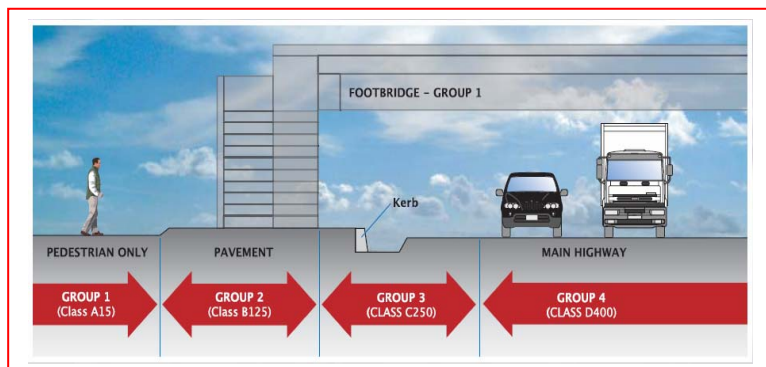 FOOTBRIDGE – GROUP 1
Kerb
PEDESTRIAN ONLY
PAVEMENT
MAIN HIGHWAY
GROUP 1
(Class A15)
GROUP 2
(Class B125)
GROUP 3
(CLASS C250)
GROUP 4
(CLASS D400)